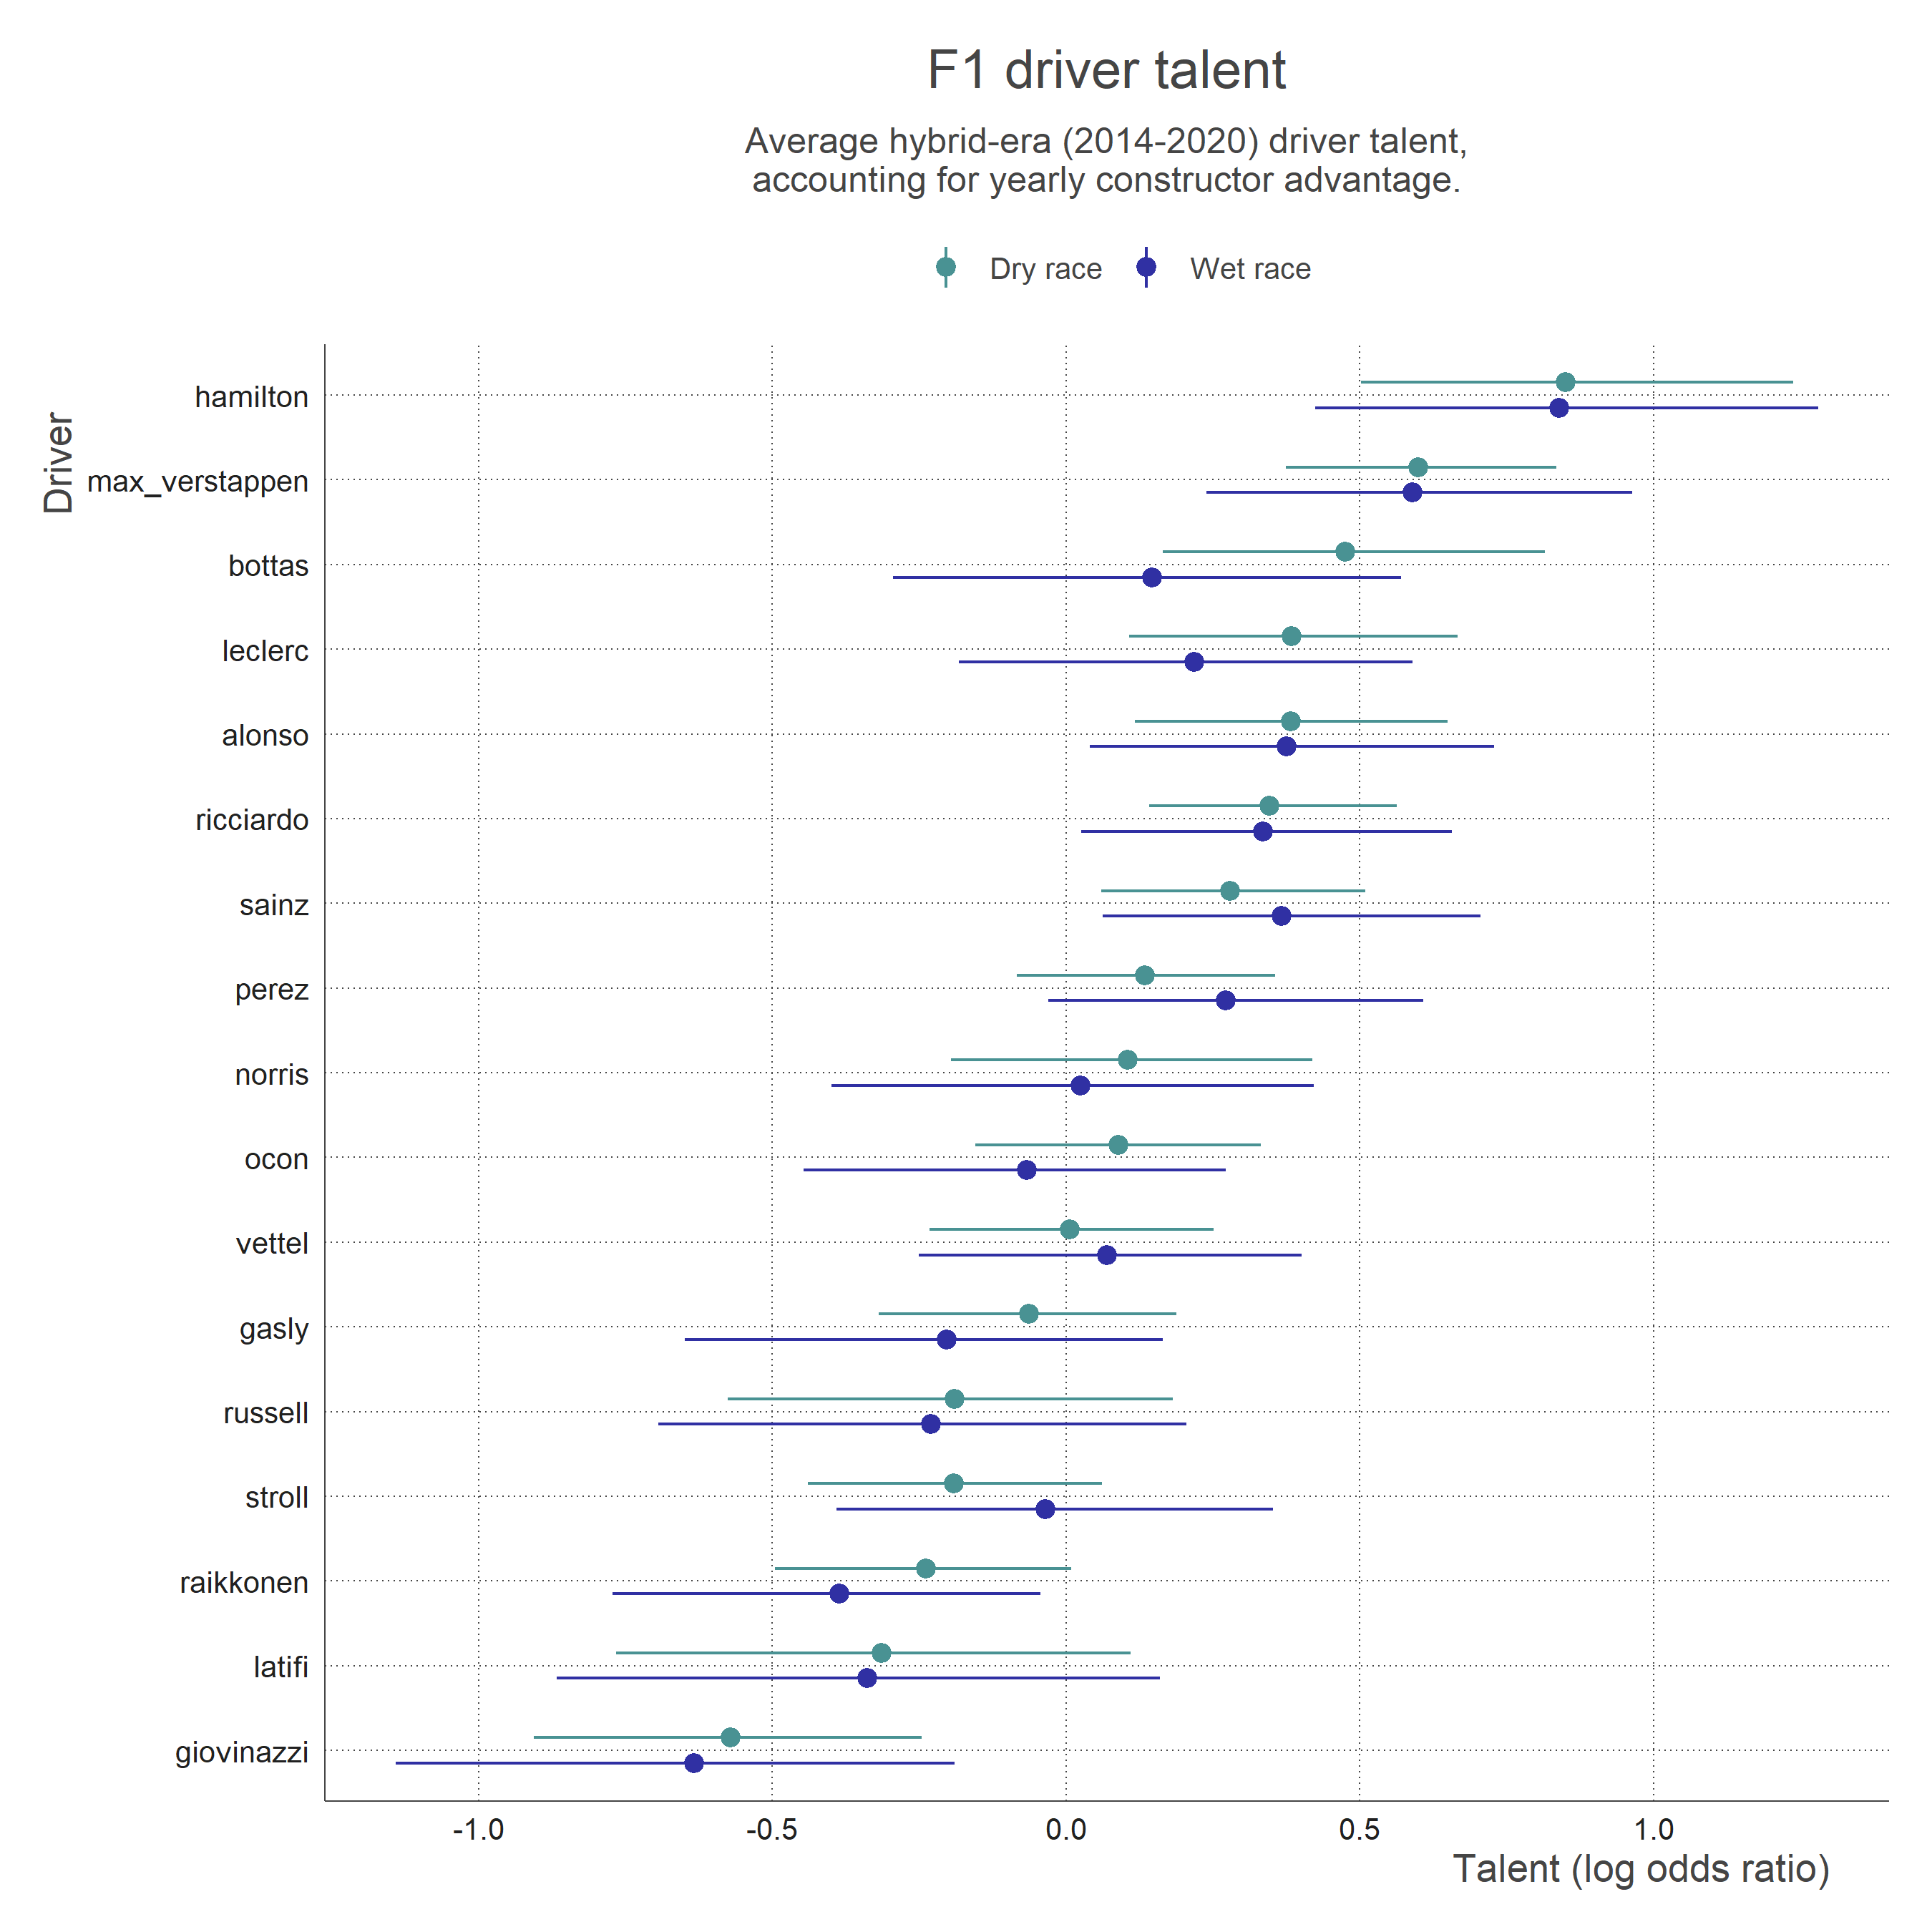 F1 driver talent
Average hybrid-era (2014-2020) driver talent,
accounting for yearly constructor advantage.
Dry race
Wet race
Driver
hamilton
max_verstappen
bottas
leclerc
alonso
ricciardo
sainz
perez
norris
ocon
vettel
gasly
russell
stroll
raikkonen
latifi
giovinazzi
-1.0 -0.5 0.0 0.5 1.0
Talent (log odds ratio)